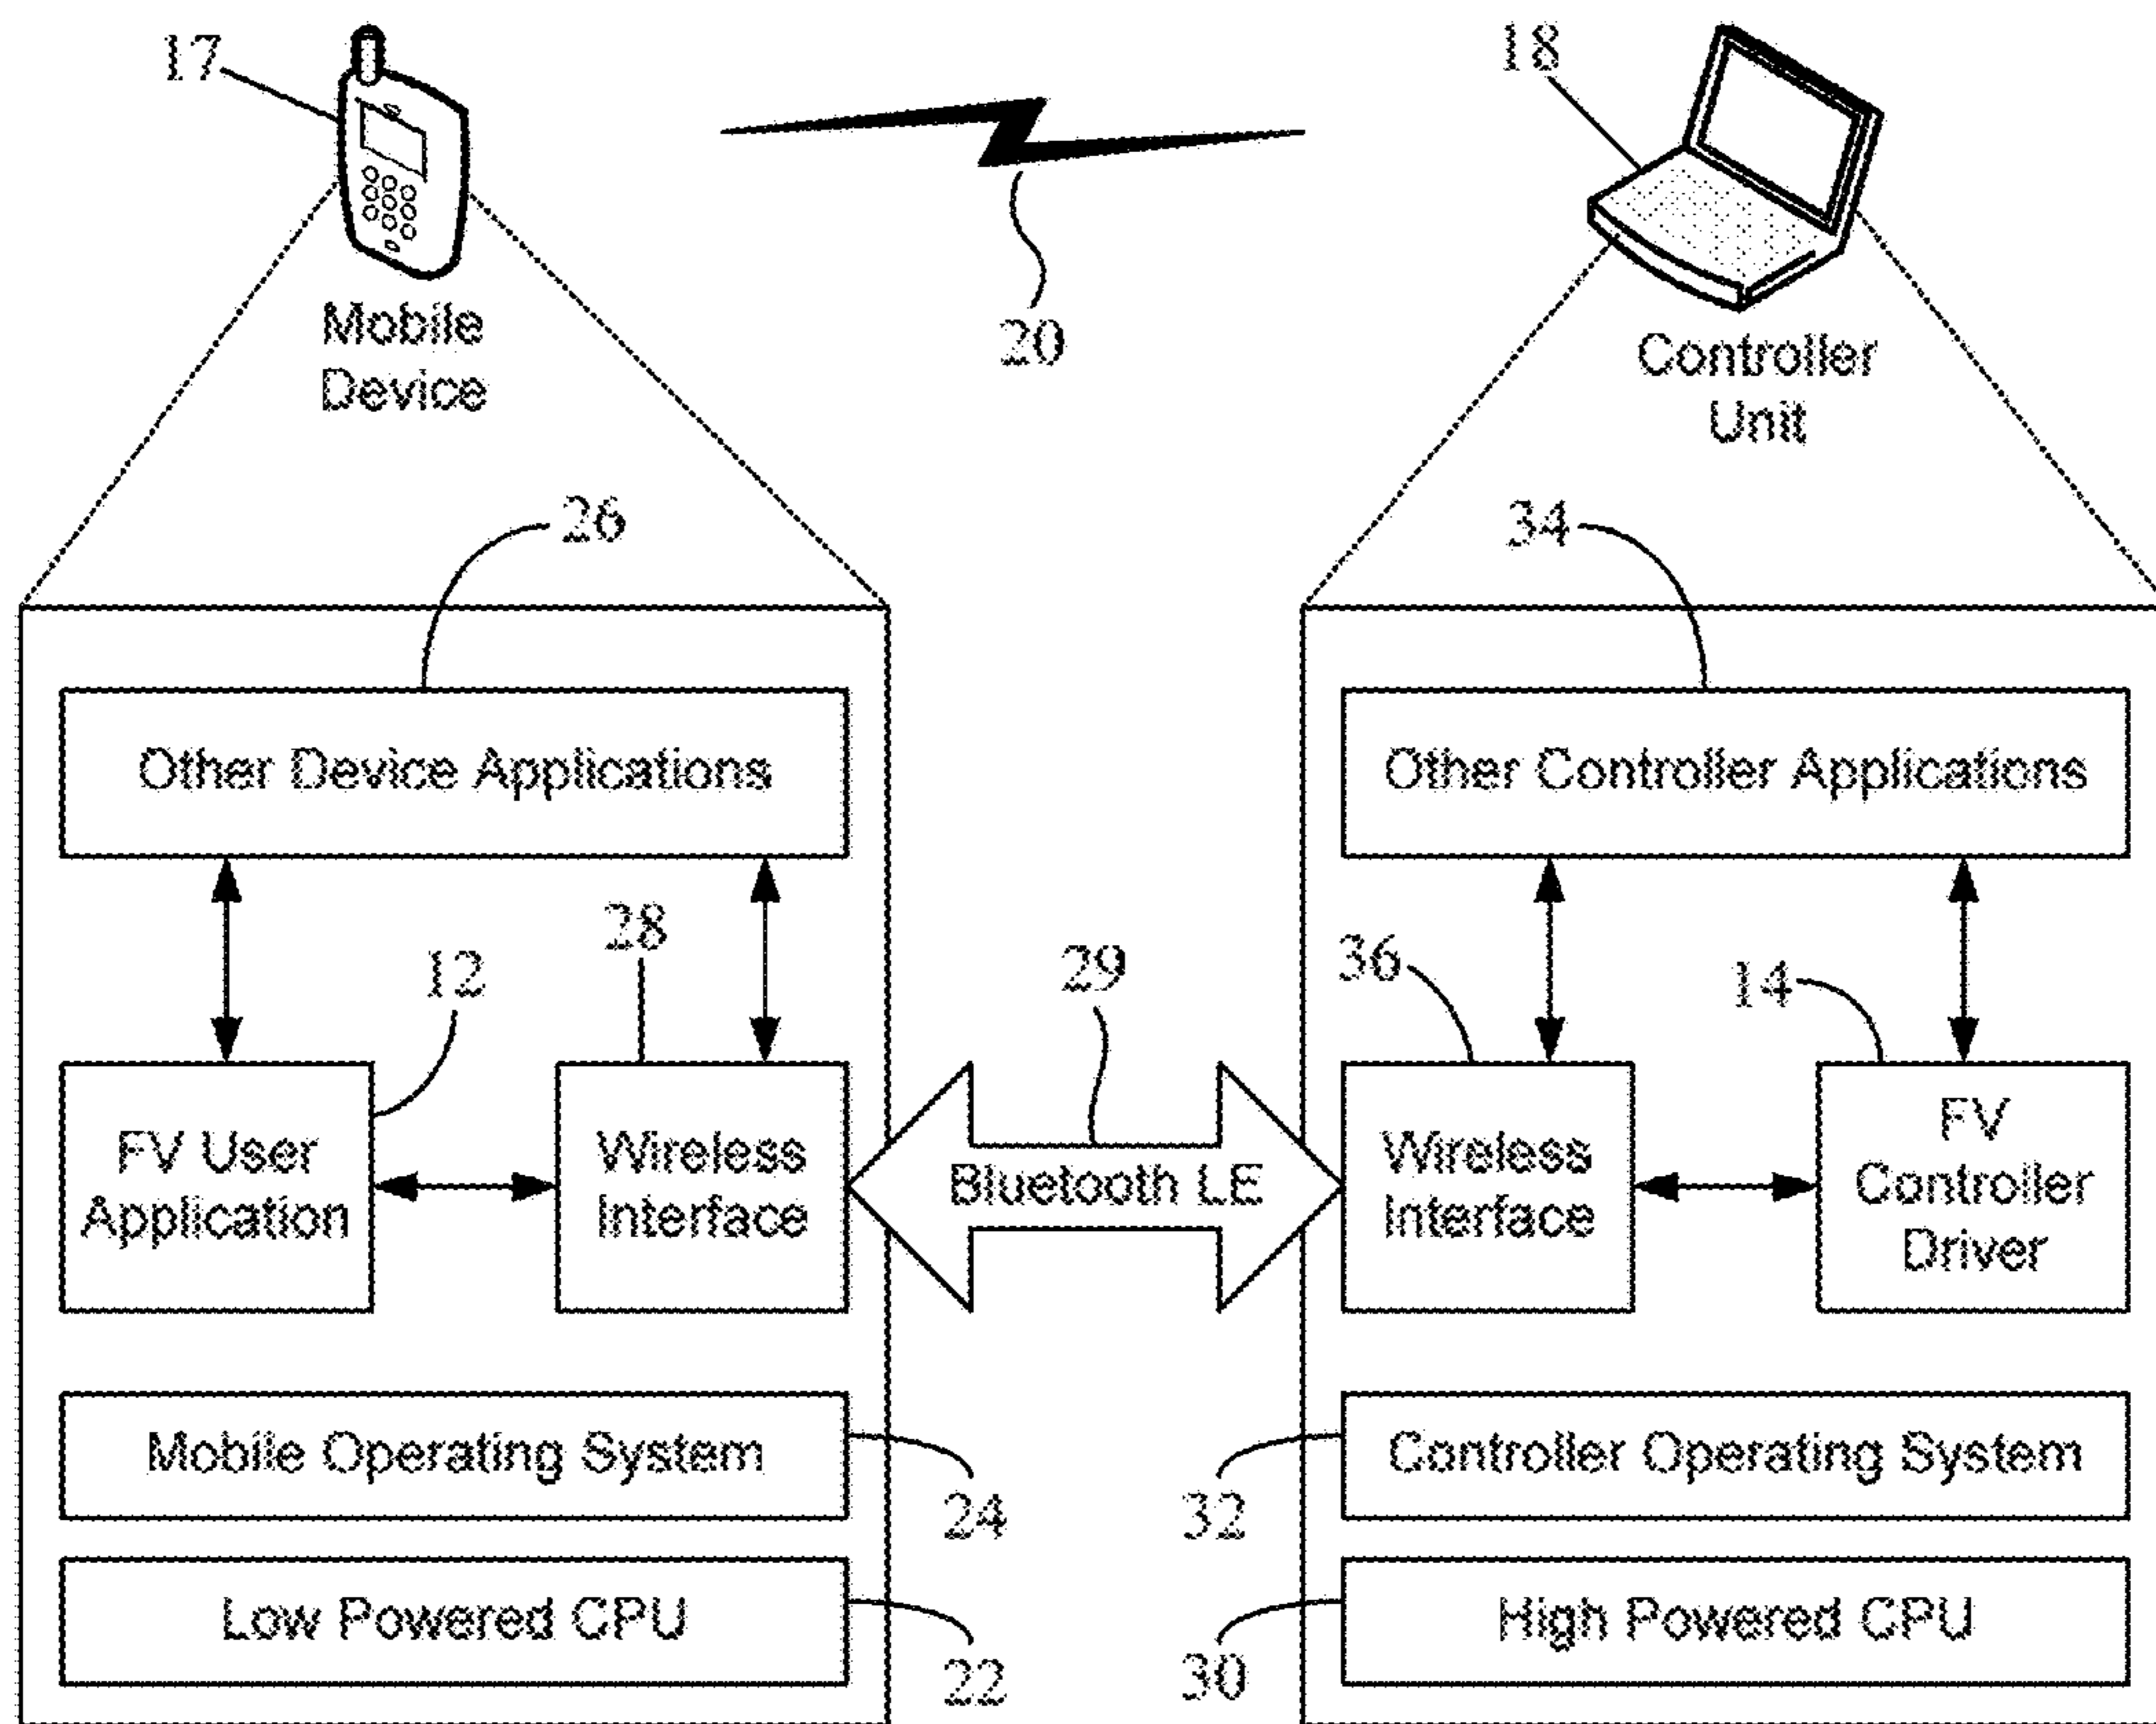 17
18
Mobile
Device
20
Controller
Unit
26
34
Other Device Applications
Other Controller Applications
28
12
29
36
14
FV User
Application
Wireless
Interface
Bluetooth LE
Wireless
Interface
FV
Controller
Driver
Mobile Operating System
Controller Operating System
24
32
Low Powered CPU
High Powered CPU
22
30